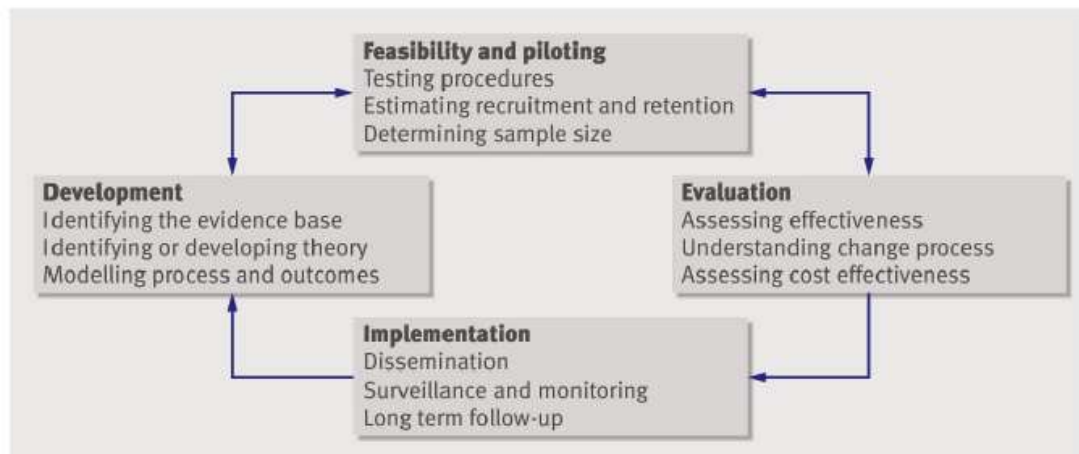 Feasibility and piloting
Testing procedures
Estimating recruitment and retention
Determining sample size
Development
Identifying the evidence base
Identifying or developing theory
Modelling process and outcomes
Evaluation
Assessing effectiveness
Understanding change process
Assessing cost effectiveness
Implementation
Dissemination
Surveillance and monitoring
Long term follow-up